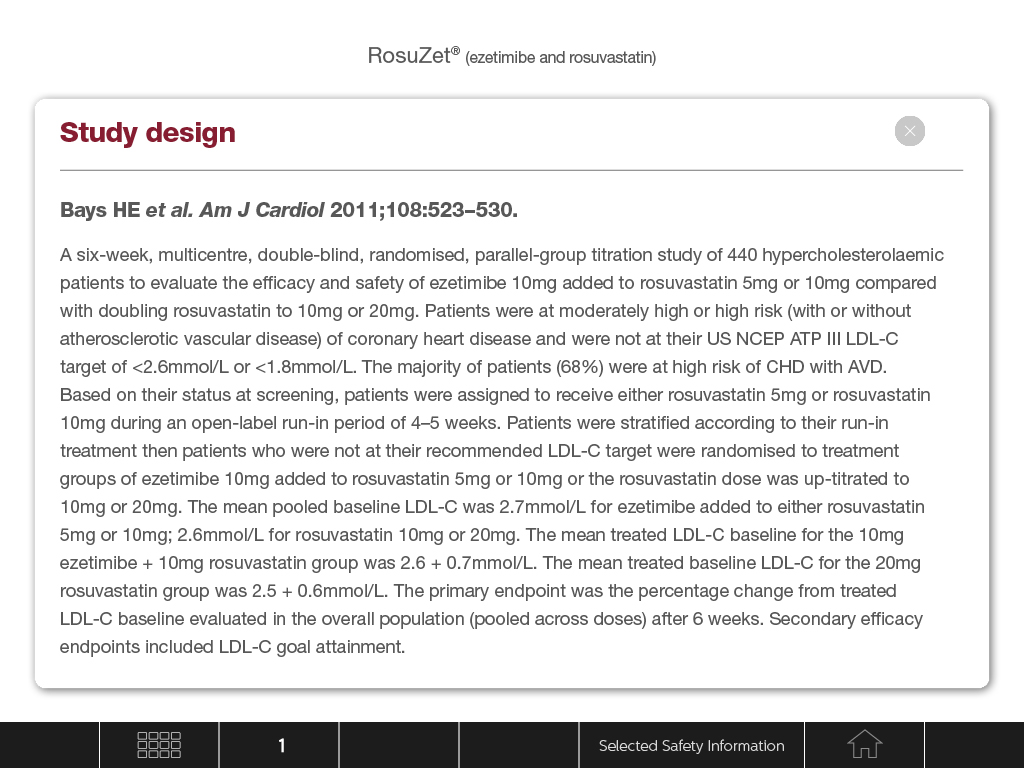 RosuZet® (ezetimibe and rosuvastatin)
Study design
Bays HE et al. Am J Cardiol 2011;108:523–530.
A six-week, multicentre, double-blind, randomised, parallel-group titration study of 440 hypercholesterolaemic
patients to evaluate the efficacy and safety of ezetimibe 10mg added to rosuvastatin 5mg or 10mg compared
with doubling rosuvastatin to 10mg or 20mg. Patients were at moderately high or high risk (with or without
atherosclerotic vascular disease) of coronary heart disease and were not at their US NCEP ATP III LDL-C
target of <2.6mmol/L or <1.8mmol/L. The majority of patients (68%) were at high risk of CHD with AVD.
Based on their status at screening, patients were assigned to receive either rosuvastatin 5mg or rosuvastatin
10mg during an open-label run-in period of 4–5 weeks. Patients were stratified according to their run-in
treatment then patients who were not at their recommended LDL-C target were randomised to treatment
groups of ezetimibe 10mg added to rosuvastatin 5mg or 10mg or the rosuvastatin dose was up-titrated to
10mg or 20mg. The mean pooled baseline LDL-C was 2.7mmol/L for ezetimibe added to either rosuvastatin
5mg or 10mg; 2.6mmol/L for rosuvastatin 10mg or 20mg. The mean treated LDL-C baseline for the 10mg
ezetimibe + 10mg rosuvastatin group was 2.6 + 0.7mmol/L. The mean treated baseline LDL-C for the 20mg
rosuvastatin group was 2.5 + 0.6mmol/L. The primary endpoint was the percentage change from treated
LDL-C baseline evaluated in the overall population (pooled across doses) after 6 weeks. Secondary efficacy
endpoints included LDL-C goal attainment.
1
Selected Safety Information